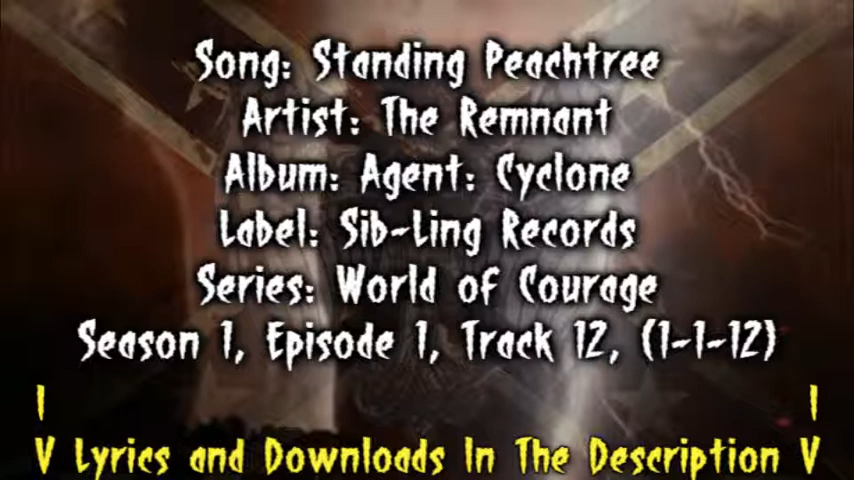 Song: Standing Peachtree
Artist: The Remnant
Album: Agent: Cyclone
Label: Sib-Ling Records
Series: World of Courage
Season 1, Episode 1, Track 12, (1-1-12)
| |
V Lyrics and Downloads In The Description V